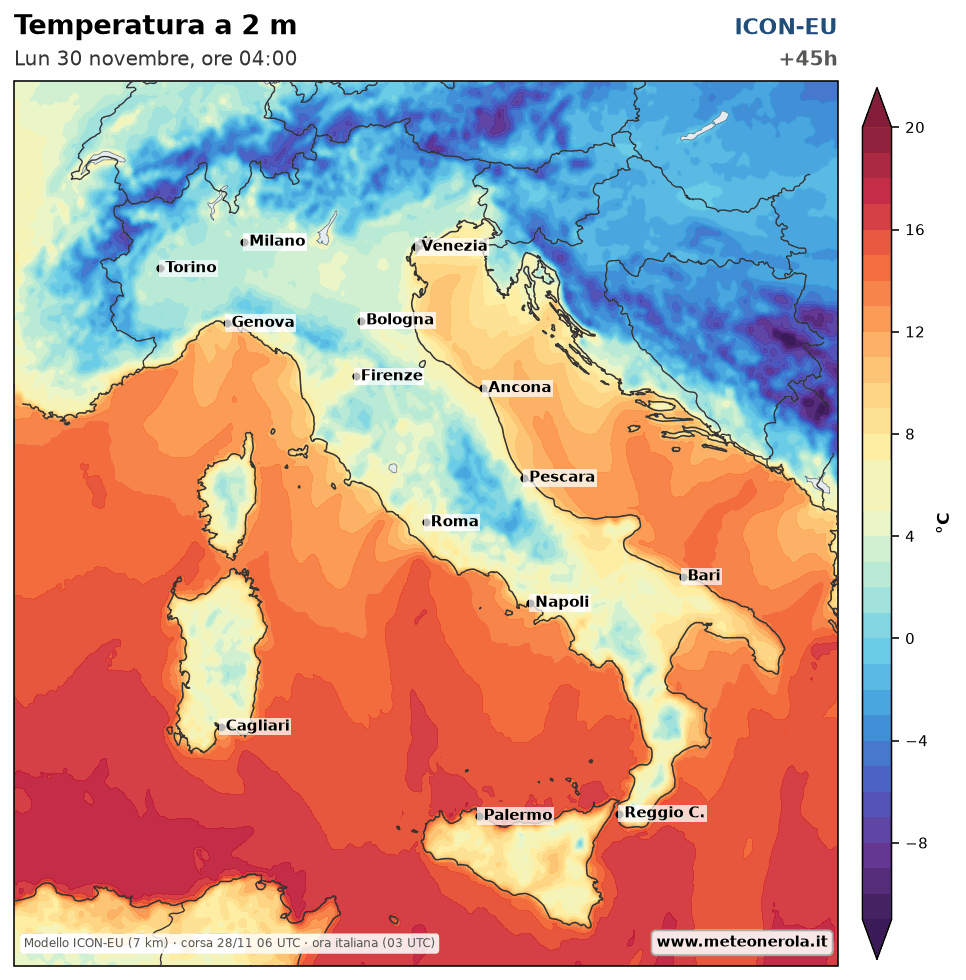 Temperatura a 2 m
ICON-EU
Lun 30 novembre, ore 04:00
+45h
20
16
12
8
4
0
−4
−8
°C
Milano
Venezia
Torino
Genova
Bologna
Firenze
Ancona
Pescara
Roma
Bari
Napoli
Cagliari
Palermo
Reggio C.
Modello ICON-EU (7 km) · corsa 28/11 06 UTC · ora italiana (03 UTC)
www.meteonerola.it